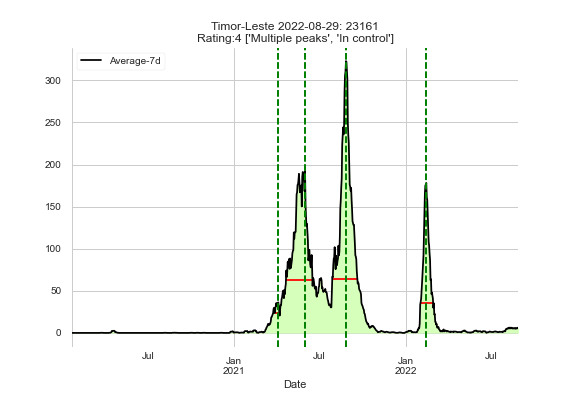 Timor-Leste 2022-08-29: 23161
Rating:4 ['Multiple peaks', 'In control']
Average-7d
300
250
200
150
100
50
0
Jul
Jan
2021
Jul
Jan
2022
Jul
Date